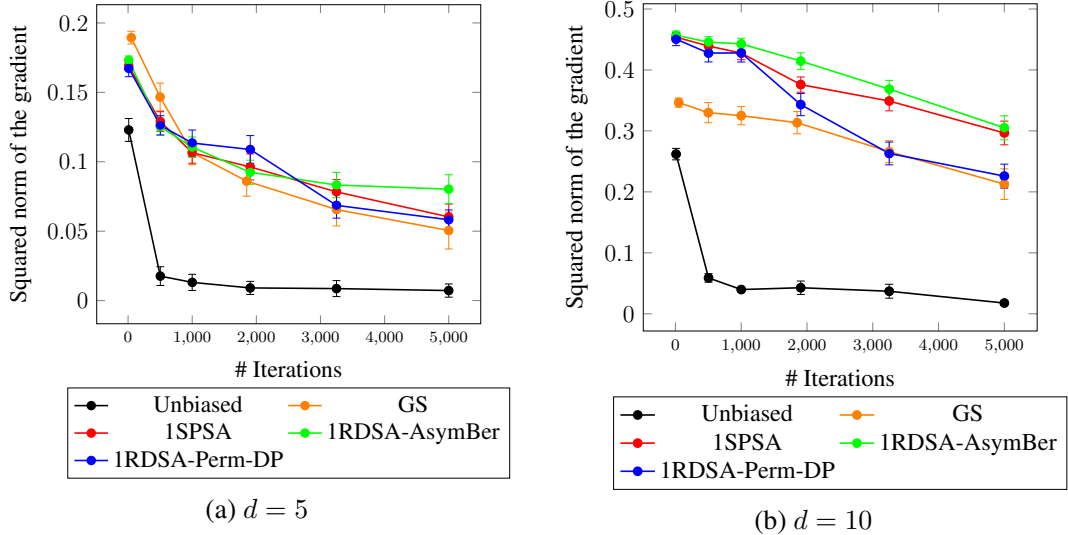 Squared norm of the gradient
0.2
0.15
0.1
0.05
0
0 1,000 2,000 3,000 4,000 5,000
# Iterations
Unbiased GS
1SPSA 1RDSA-AsymBer
1RDSA-Perm-DP
(a) d = 5
Squared norm of the gradient
0.5
0.4
0.3
0.2
0.1
0
0 1,000 2,000 3,000 4,000 5,000
# Iterations
Unbiased GS
1SPSA 1RDSA-AsymBer
1RDSA-Perm-DP
(b) d = 10